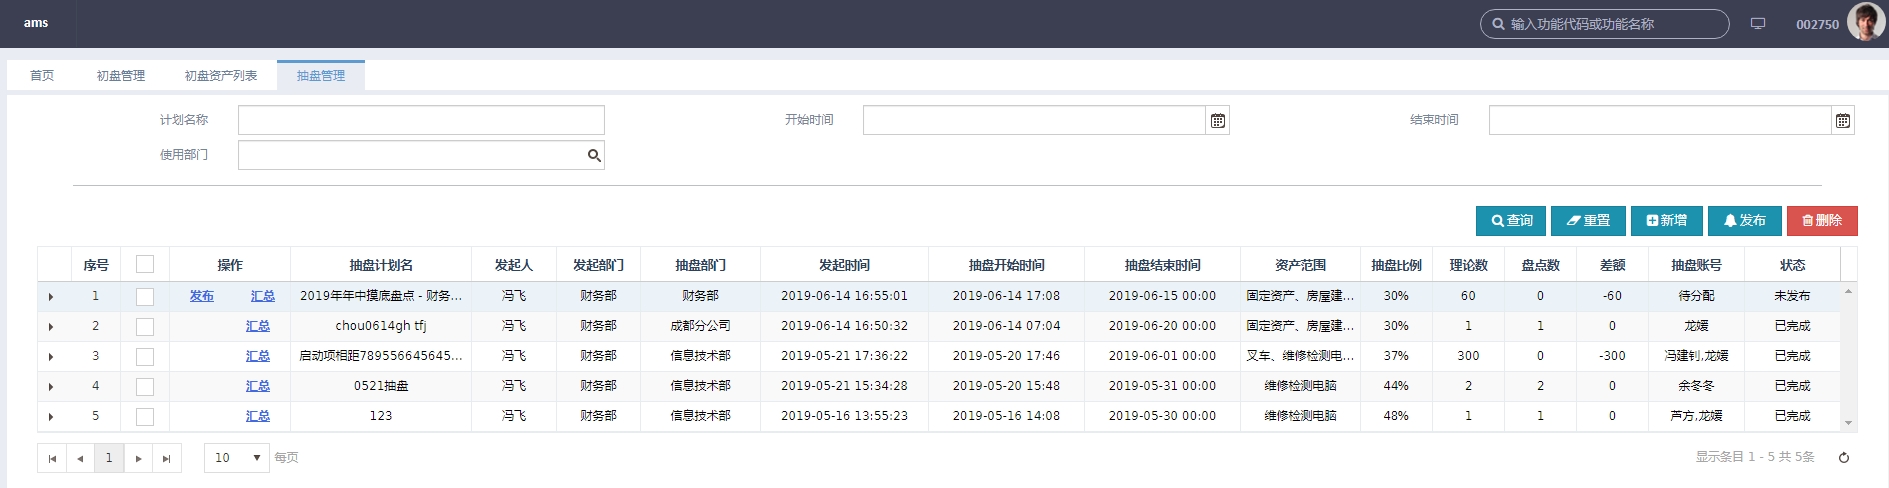 ams 输入功能代码或功能名称 002750
首页 初盘管理 初盘资产列表 抽盘管理
计划名称 开始时间 结束时间
使用部门
查询 重置 新增 发布 删除
序号 操作 抽盘计划名 发起人 发起部门 抽盘部门 发起时间 抽盘开始时间 抽盘结束时间 资产范围 抽盘比例 理论数 盘点数 差额 抽盘账号 状态
1 发布 汇总 2019年年中摸底盘点 - 财务... 冯飞 财务部 财务部 2019-06-14 16:55:01 2019-06-14 17:08 2019-06-15 00:00 固定资产、房屋建... 30% 60 0 -60 待分配 未发布
2 汇总 chou0614gh tfj 冯飞 财务部 成都分公司 2019-06-14 16:50:32 2019-06-14 07:04 2019-06-20 00:00 固定资产、房屋建... 30% 1 1 0 龙媛 已完成
3 汇总 启动项相距789556645645... 冯飞 财务部 信息技术部 2019-05-21 17:36:22 2019-05-20 17:46 2019-06-01 00:00 叉车、维修检测电... 37% 300 0 -300 冯建钊,龙媛 已完成
4 汇总 0521抽盘 冯飞 财务部 信息技术部 2019-05-21 15:34:28 2019-05-20 15:48 2019-05-31 00:00 维修检测电脑 44% 2 2 0 余冬冬 已完成
5 汇总 123 冯飞 财务部 信息技术部 2019-05-16 13:55:23 2019-05-16 14:08 2019-05-30 00:00 维修检测电脑 48% 1 1 0 芦方,龙媛 已完成
1 10 每页 显示条目 1 - 5 共 5条